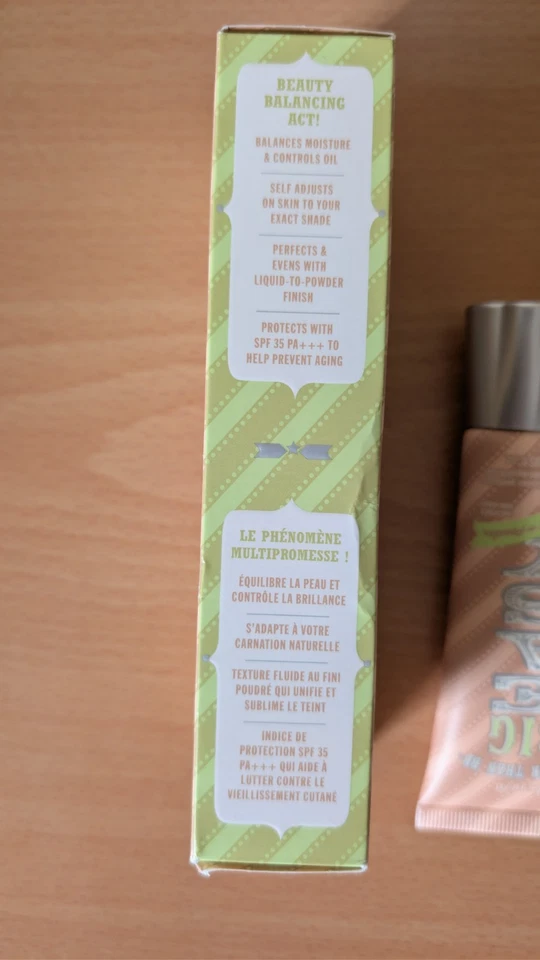 BEAUTY
BALANCING
ACT!
BALANCES MOISTURE
& CONTROLS OIL
SELF ADJUSTS
ON SKIN TO YOUR
EXACT SHADE
PERFECTS &
EVENS WITH
LIQUID-TO-POWDER
FINISH
PROTECTS WITH
SPF 35 PA+++ TO
HELP PREVENT AGING
LE PHÉNOMÈNE
MULTIPROMESSE !
ÉQUILIBRE LA PEAU ET
CONTRÔLE LA BRILLANCE
S'ADAPTE À VOTRE
CARNATION NATURELLE
TEXTURE FLUIDE AU FINI
POUDRÉ QUI UNIFIE ET
SUBLIME LE TEINT
INDICE DE
PROTECTION SPF 35
PA+++ QUI AIDE À
LUTTER CONTRE LE
VIEILLISSEMENT CUTANÉ